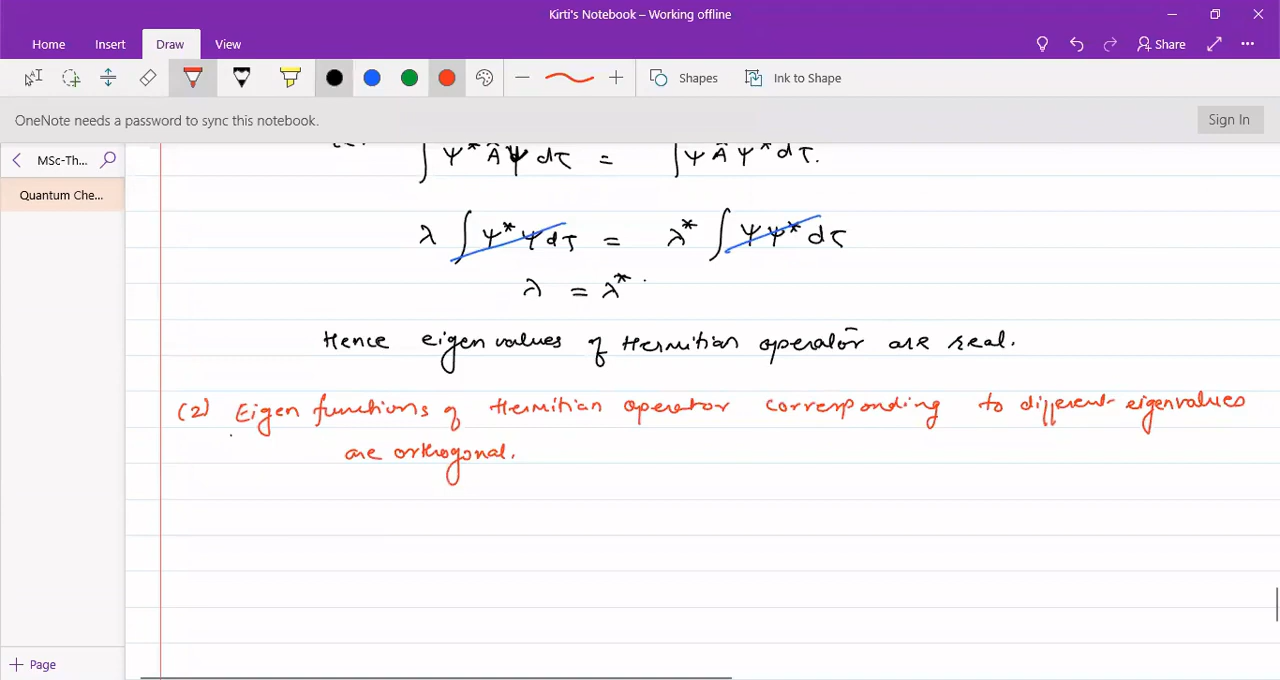 Kirti's Notebook – Working offline
Home Insert Draw View
Share
Shapes
Ink to Shape
OneNote needs a password to sync this notebook.
Sign In
MSc-Th...
Quantum Che...
∫ Ψ* Â Ψ dτ = ∫ Ψ Â Ψ* dτ.
λ ∫ Ψ* Ψ dτ = λ* ∫ Ψ Ψ* dτ
λ = λ*
Hence eigen values of Hermitian operator are real.
(2) Eigen functions of Hermitian operator corresponding to different eigenvalues
are orthogonal.
+ Page